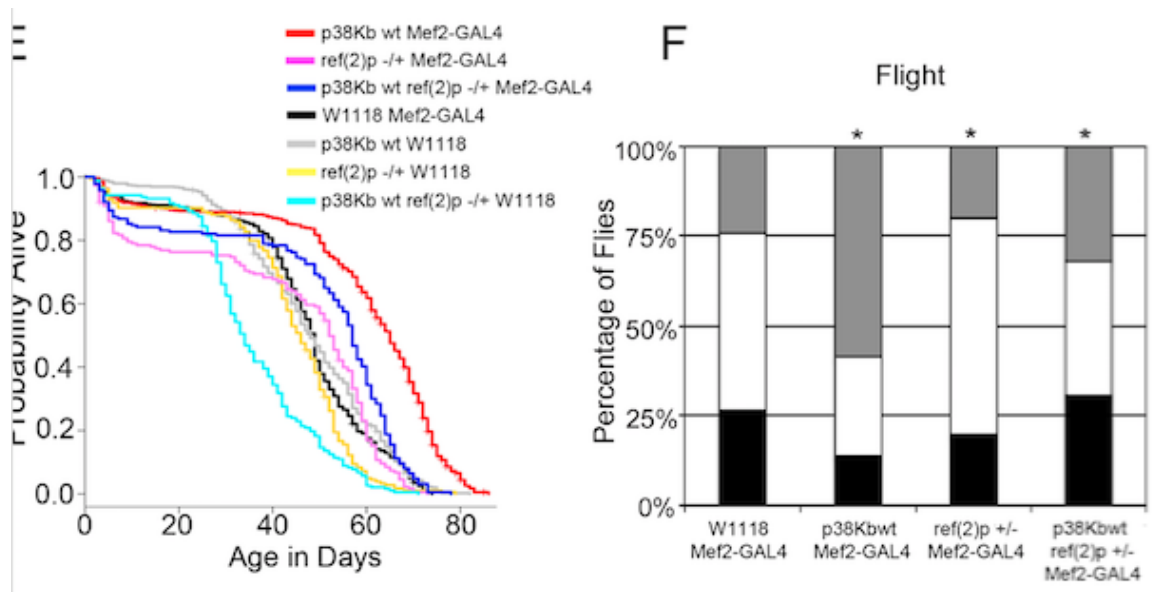 E
p38Kb wt Mef2-GAL4
ref(2)p -/+ Mef2-GAL4
p38Kb wt ref(2)p -/+ Mef2-GAL4
W1118 Mef2-GAL4
p38Kb wt W1118
ref(2)p -/+ W1118
p38Kb wt ref(2)p -/+ W1118
Probability Alive
1.0
0.8
0.6
0.4
0.2
0.0
0
20
40
60
80
Age in Days
F
Flight
* * *
Percentage of Flies
100%
75%
50%
25%
0%
W1118
Mef2-GAL4
p38Kbwt
Mef2-GAL4
ref(2)p +/-
Mef2-GAL4
p38Kbwt
ref(2)p +/-
Mef2-GAL4